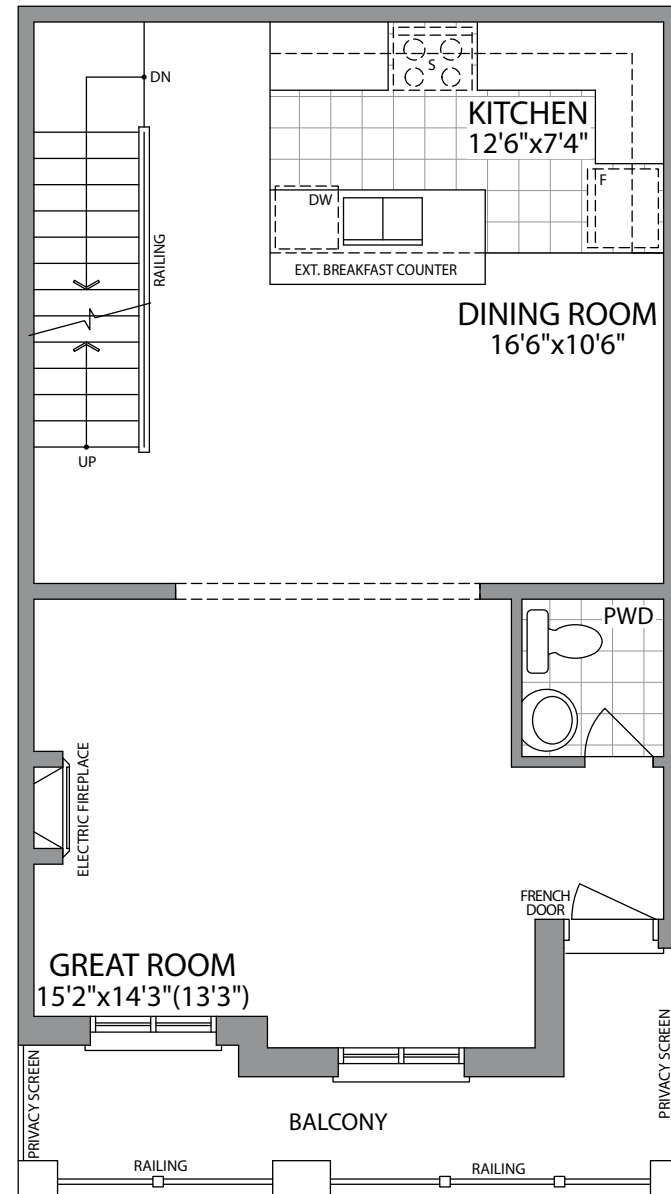 DN
S
KITCHEN
12'6"x7'4"
F
DW
RAILING
EXT. BREAKFAST COUNTER
DINING ROOM
16'6"x10'6"
UP
PWD
ELECTRIC FIREPLACE
FRENCH
DOOR
GREAT ROOM
15'2"x14'3"(13'3")
PRIVACY SCREEN
PRIVACY SCREEN
BALCONY
RAILING
RAILING